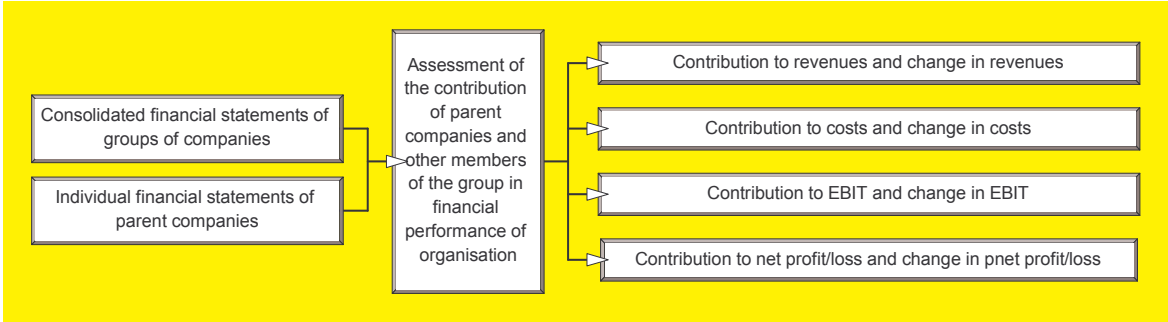 Consolidated financial statements of
groups of companies
Individual financial statements of
parent companies
Assessment of
the contribution
of parent
companies and
other members
of the group in
financial
performance of
organisation
Contribution to revenues and change in revenues
Contribution to costs and change in costs
Contribution to EBIT and change in EBIT
Contribution to net profit/loss and change in pnet profit/loss